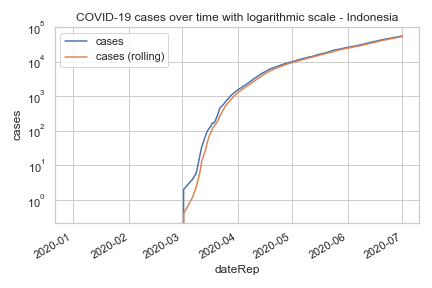 COVID-19 cases over time with logarithmic scale - Indonesia
cases
cases (rolling)
10^5
10^4
10^3
10^2
10^1
10^0
cases
2020-01
2020-02
2020-03
2020-04
2020-05
2020-06
2020-07
dateRep